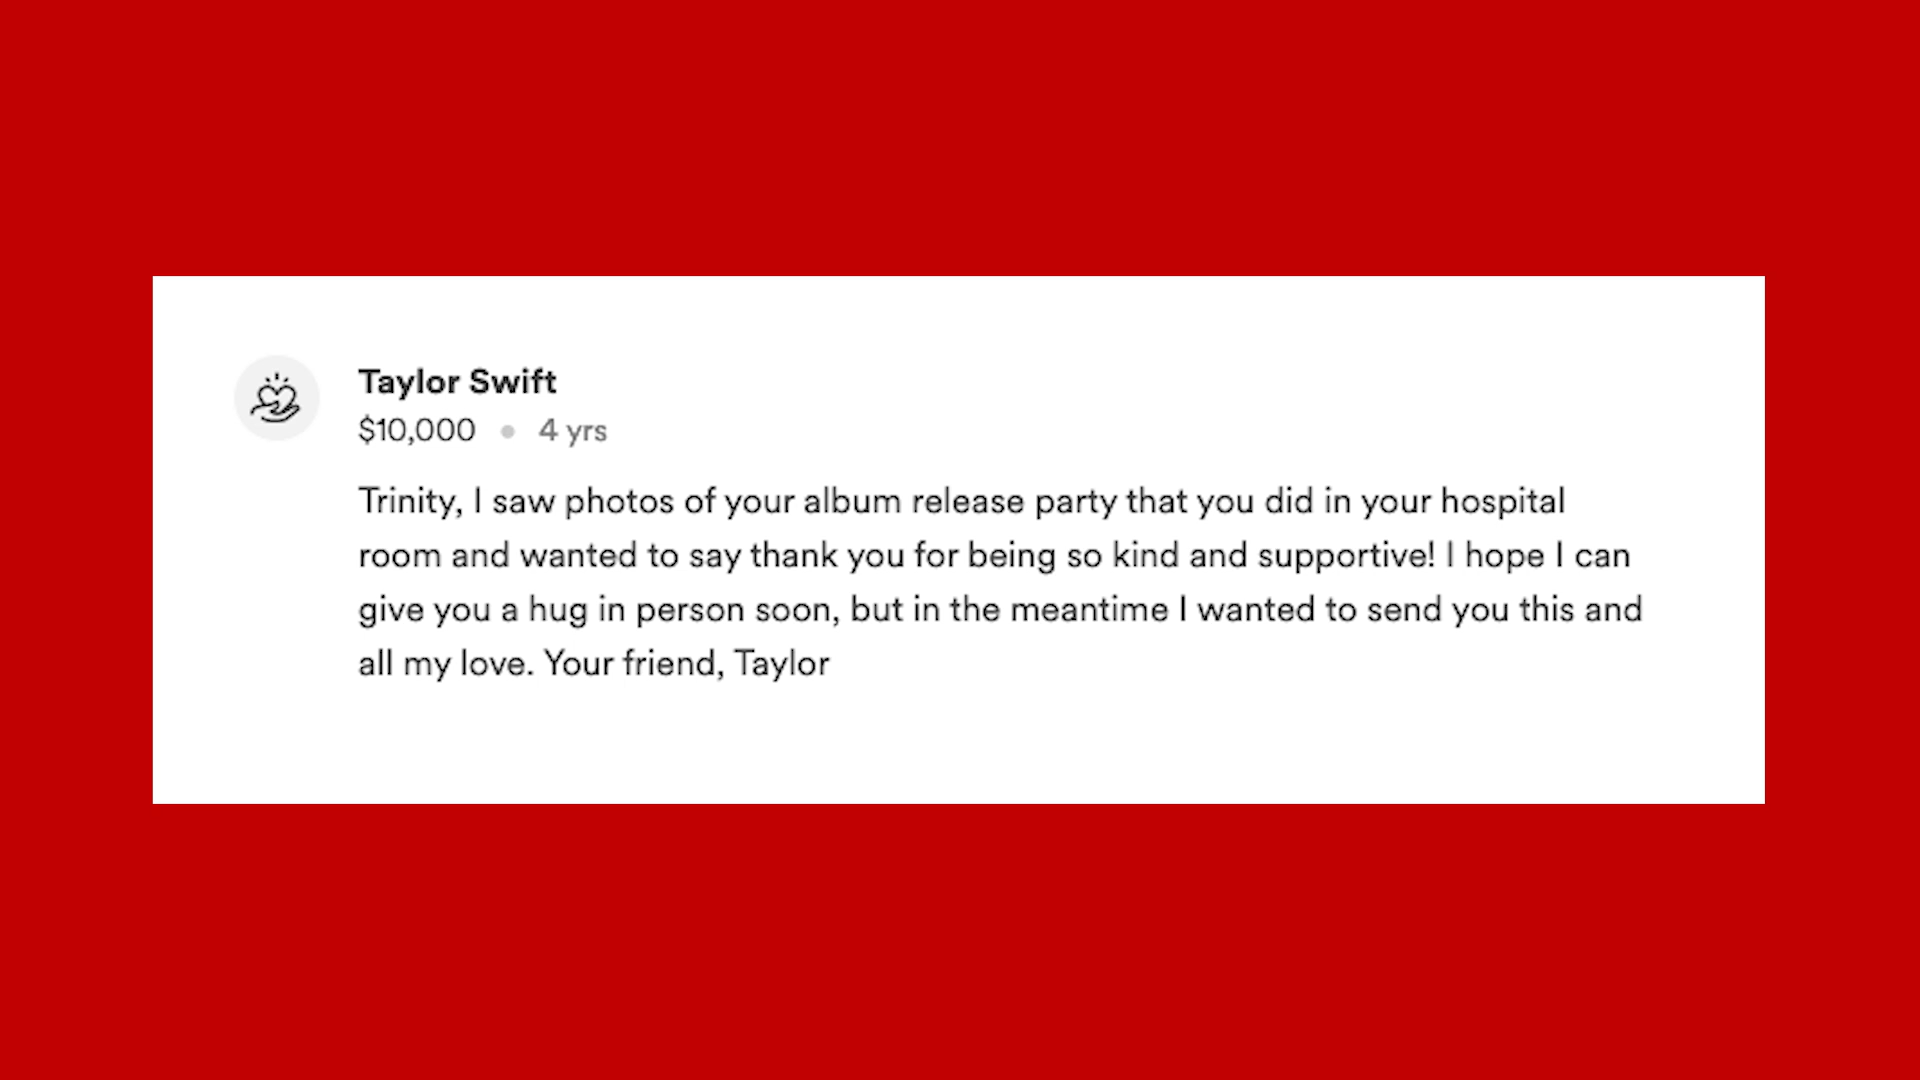 Taylor Swift
$10,000 • 4 yrs
Trinity, I saw photos of your album release party that you did in your hospital
room and wanted to say thank you for being so kind and supportive! I hope I can
give you a hug in person soon, but in the meantime I wanted to send you this and
all my love. Your friend, Taylor